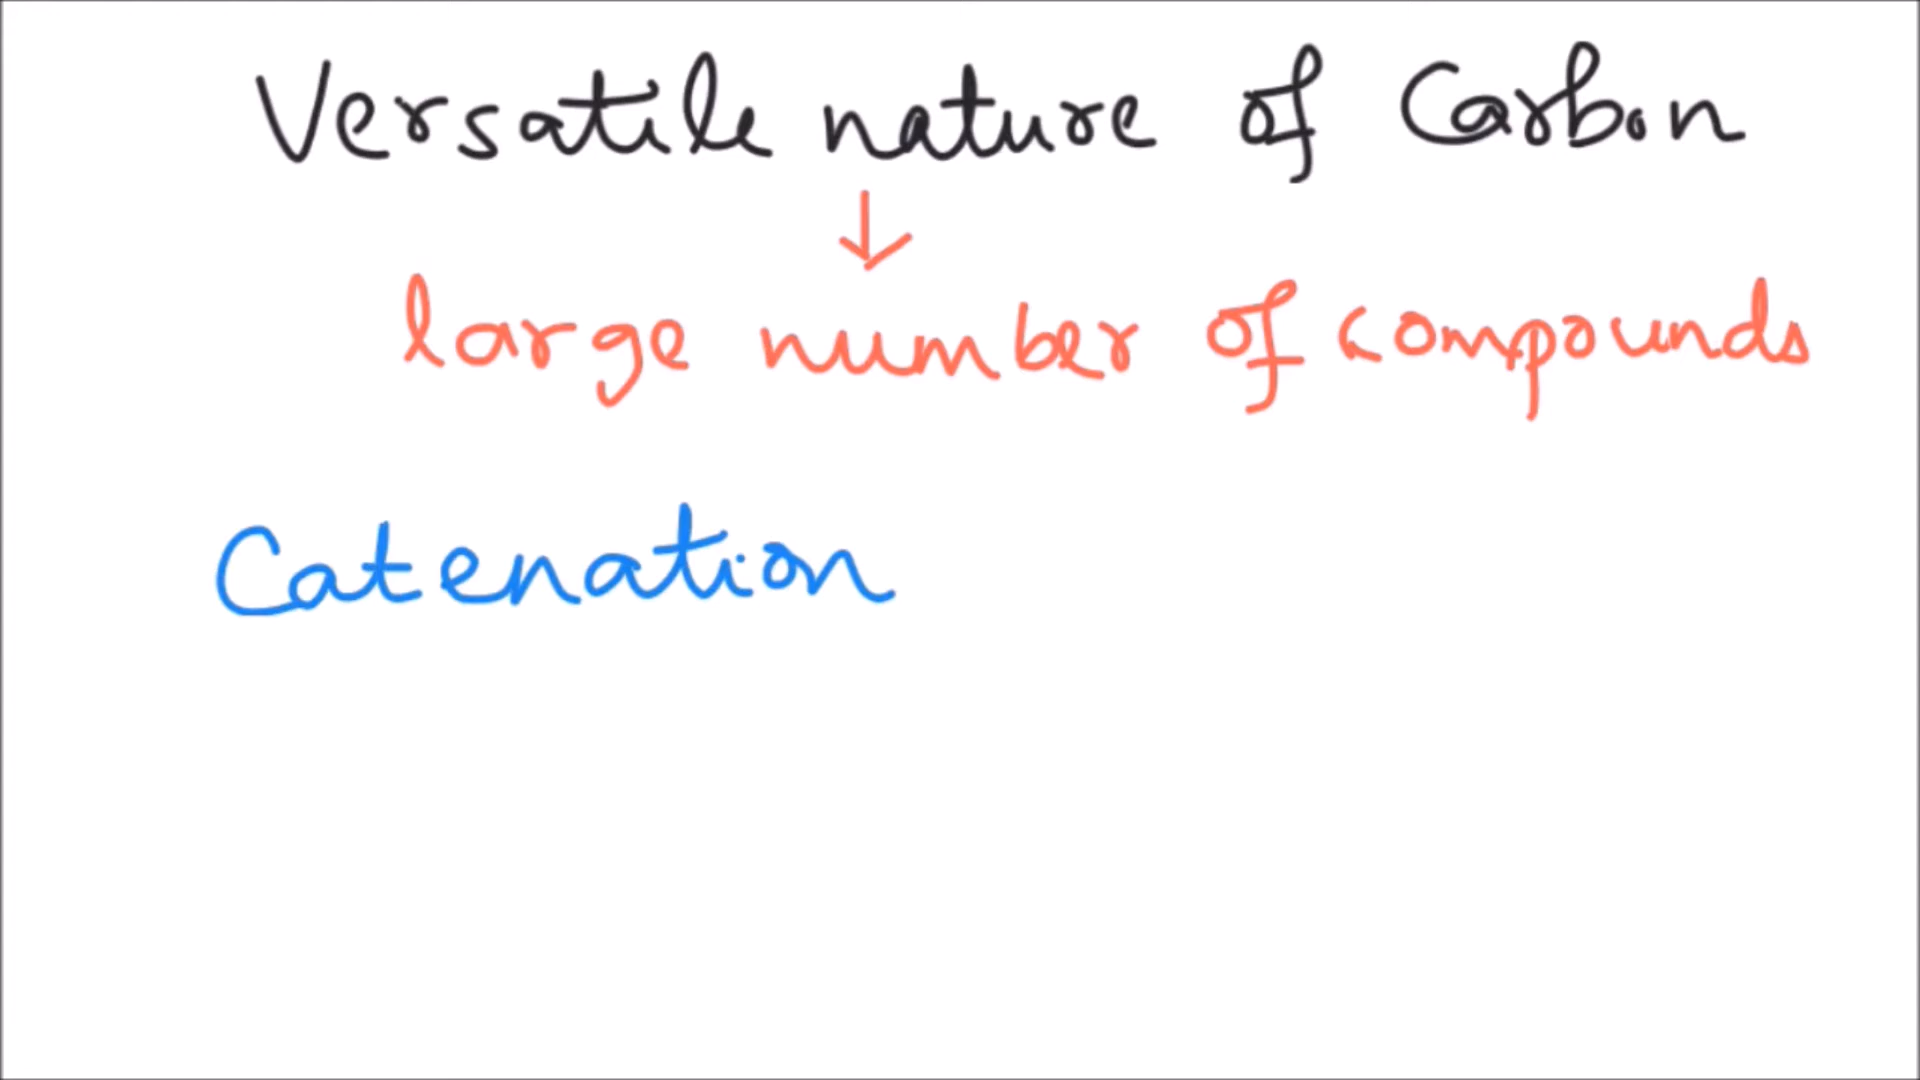 Versatile nature of Carbon
↓
large number of compounds
Catenation